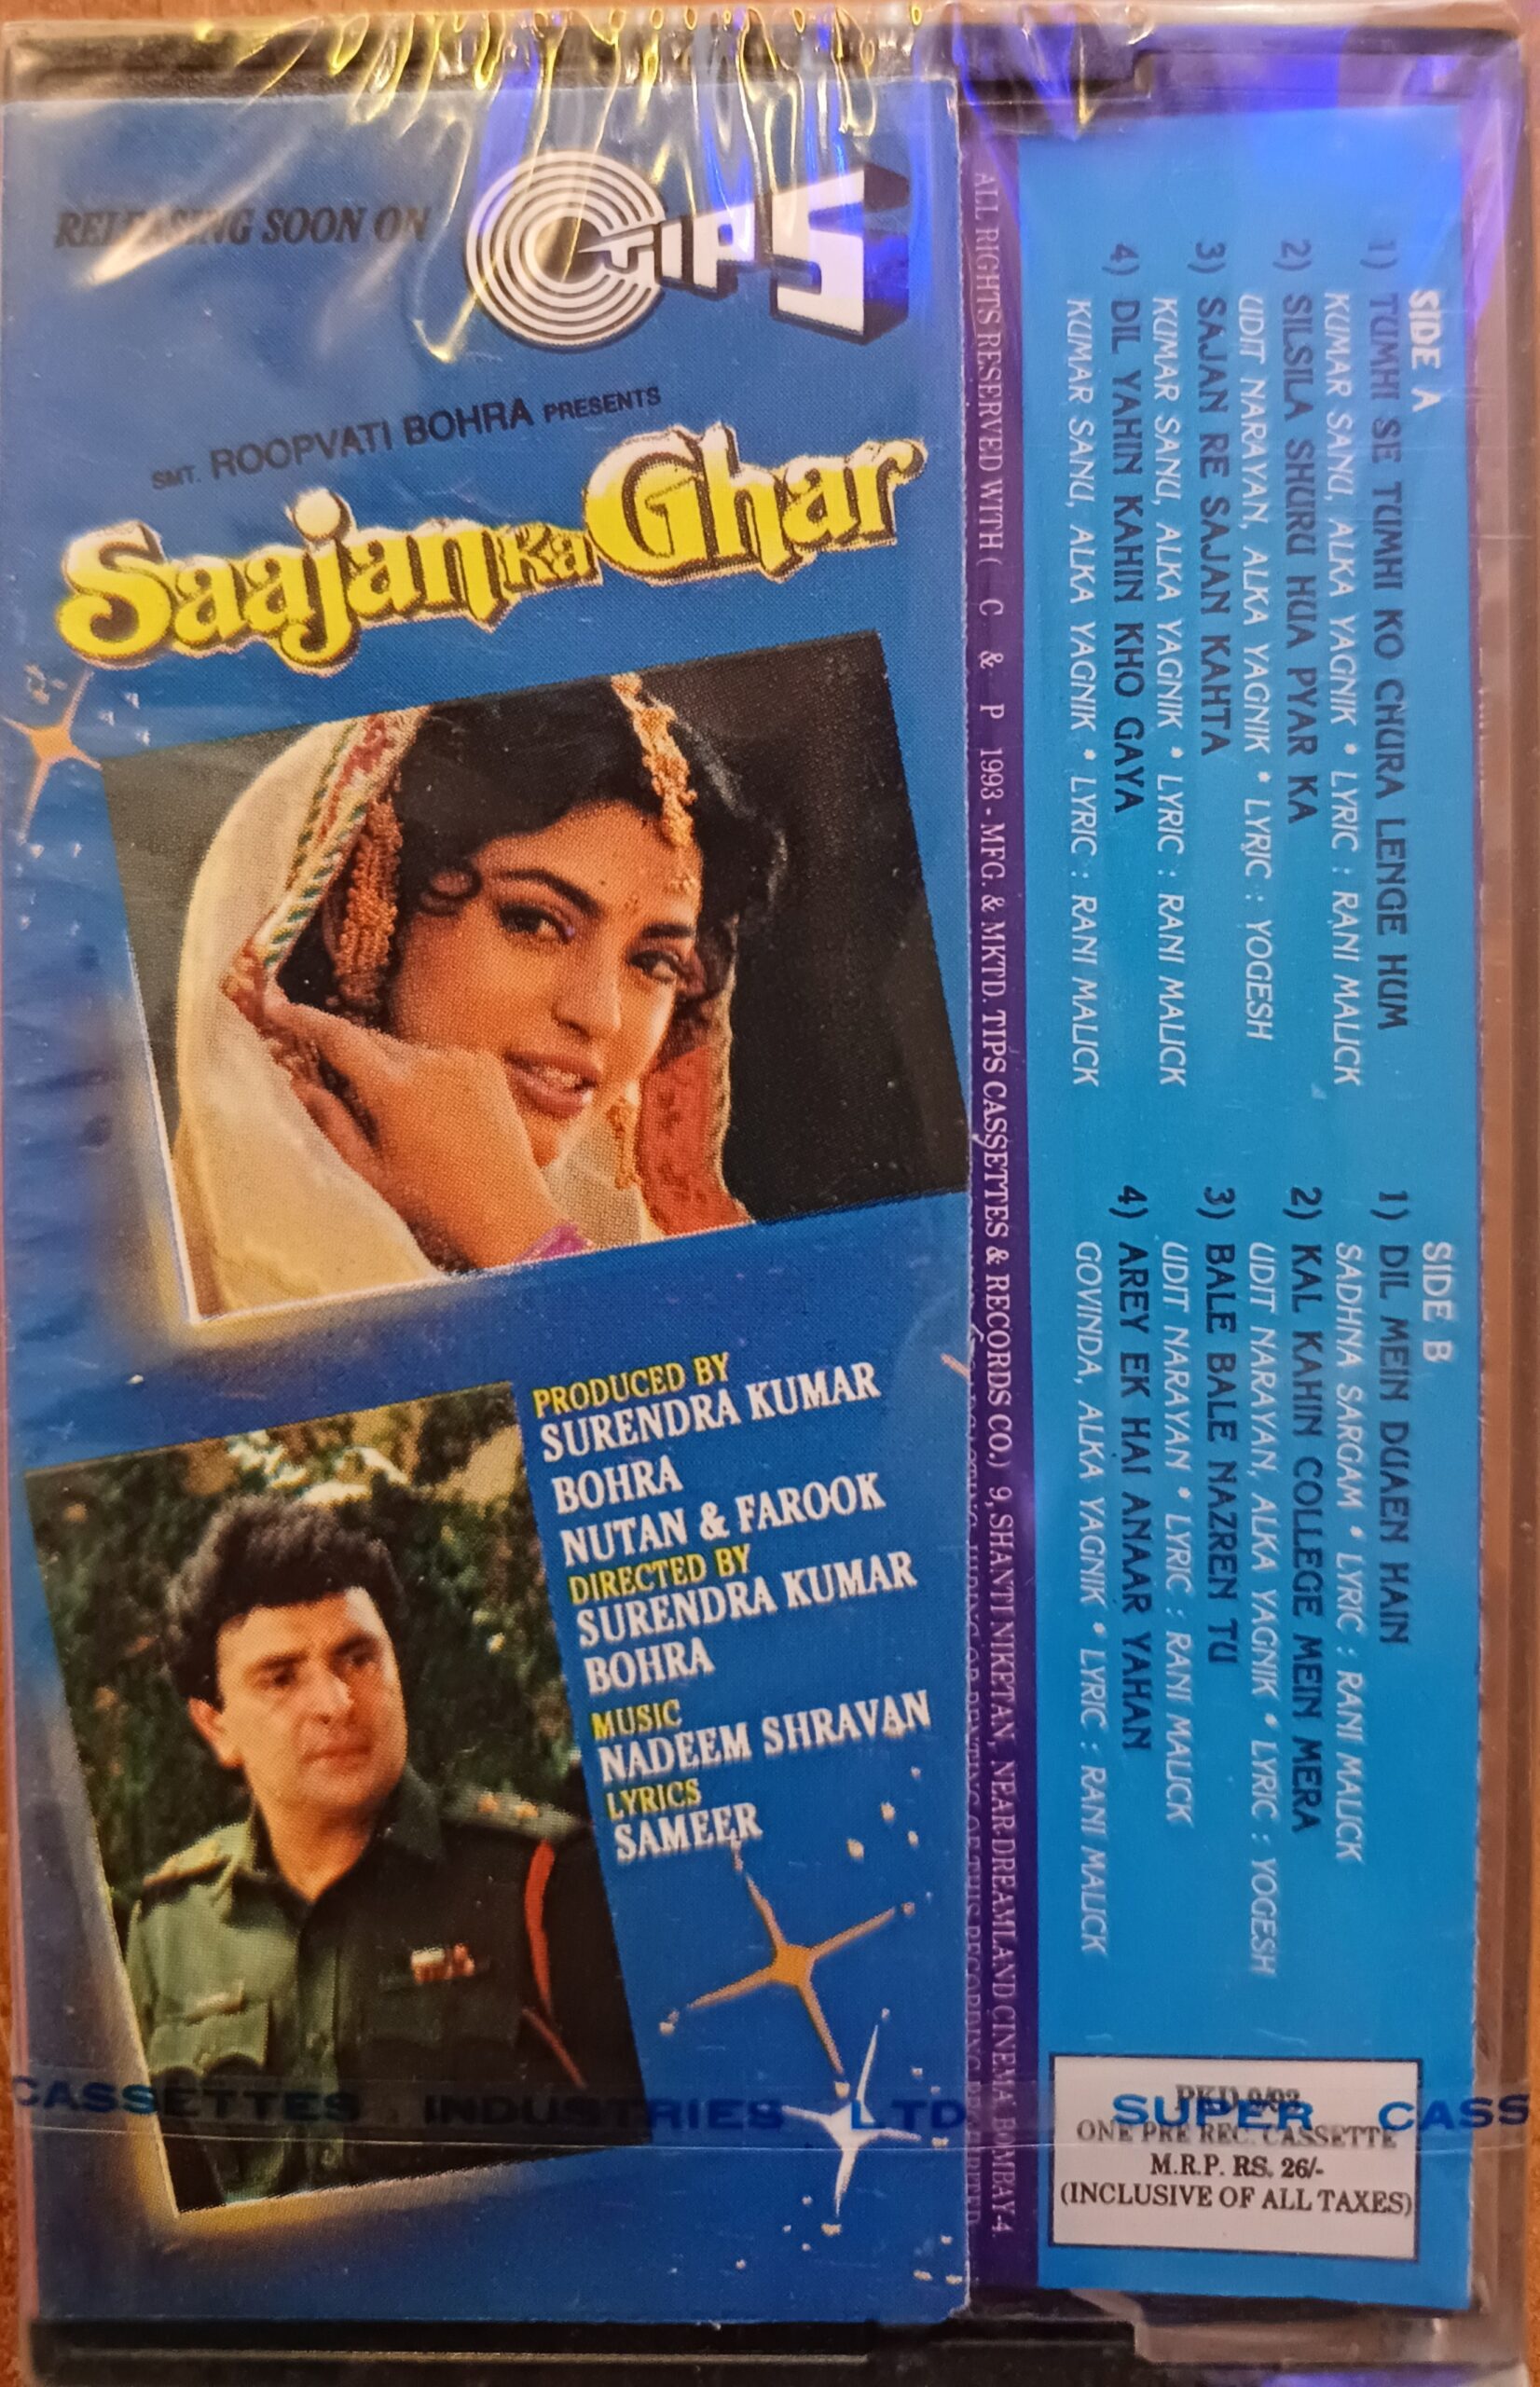 RELEASING SOON ON
TIPS
SMT. ROOPVATI BOHRA PRESENTS
Saajan Ka Ghar
PRODUCED BY
SURENDRA KUMAR
BOHRA
NUTAN & FAROOK
DIRECTED BY
SURENDRA KUMAR
BOHRA
MUSIC
NADEEM SHRAVAN
LYRICS
SAMEER
CASSETTES INDUSTRIES LTD
SUPER CASS
ALL RIGHTS RESERVED WITH ( C & P 1993 - MFG. & MKTD. TIPS CASSETTES & RECORDS CO.) 9, SHANTI NIKETAN, NEAR DREAMLAND CINEMA, BOMBAY-4.
OF THIS RECORDING PROHIBITED
SIDE A
1) TUMHI SE TUMHI KO CHURA LENGE HUM
KUMAR SANU, ALKA YAGNIK * LYRIC : RANI MALICK
2) SILSILA SHURU HUA PYAR KA
UDIT NARAYAN, ALKA YAGNIK * LYRIC : YOGESH
3) SAJAN RE SAJAN KAHTA
KUMAR SANU, ALKA YAGNIK * LYRIC : RANI MALICK
4) DIL YAHIN KAHIN KHO GAYA
KUMAR SANU, ALKA YAGNIK * LYRIC : RANI MALICK
SIDE B
1) DIL MEIN DUAEN HAIN
SADHNA SARGAM * LYRIC : RANI MALICK
2) KAL KAHIN COLLEGE MEIN MERA
UDIT NARAYAN, ALKA YAGNIK * LYRIC : YOGESH
3) BALE BALE NAZREN TU
UDIT NARAYAN * LYRIC : RANI MALICK
4) AREY EK HAI ANAAR YAHAN
GOVINDA, ALKA YAGNIK * LYRIC : RANI MALICK
PKD. 9/93
ONE PRE REC. CASSETTE
M.R.P. RS. 26/-
(INCLUSIVE OF ALL TAXES)